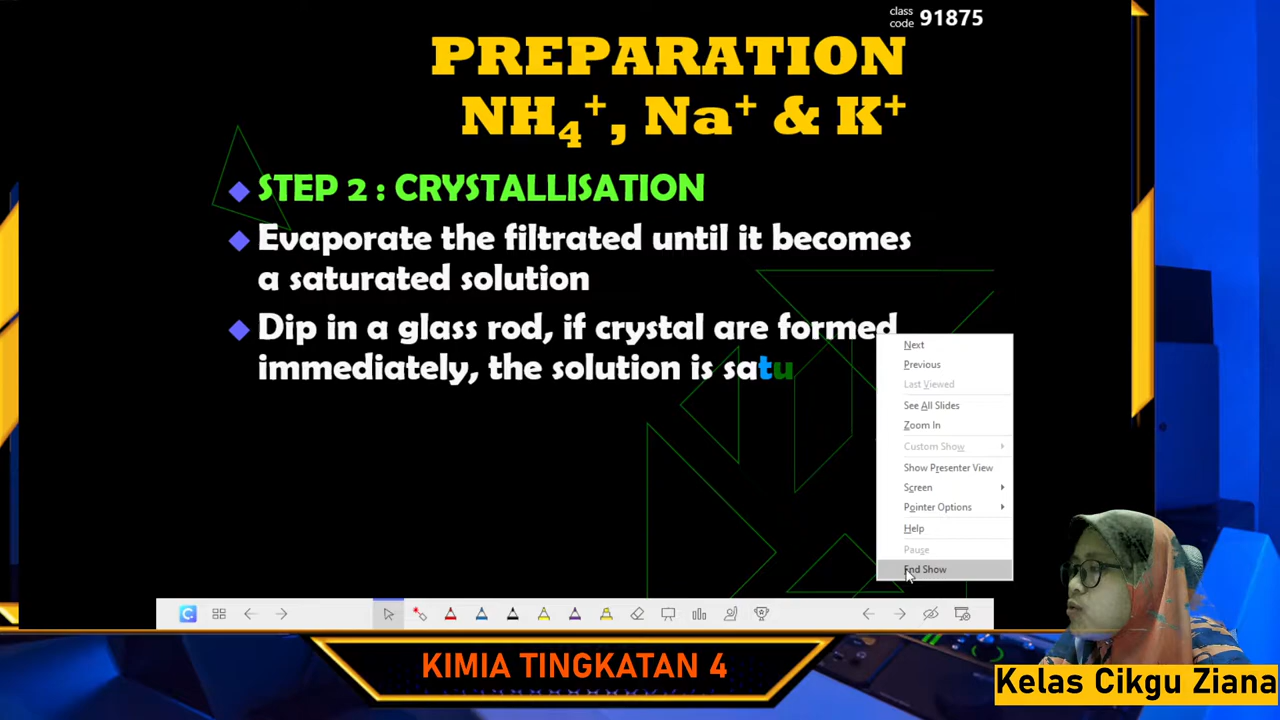 class
code 91875
PREPARATION
NH₄⁺, Na⁺ & K⁺
STEP 2 : CRYSTALLISATION
Evaporate the filtrated until it becomes
a saturated solution
Dip in a glass rod, if crystal are formed
immediately, the solution is satu
Next
Previous
Last Viewed
See All Slides
Zoom In
Custom Show
Show Presenter View
Screen
Pointer Options
Help
Pause
End Show
KIMIA TINGKATAN 4
Kelas Cikgu Ziana